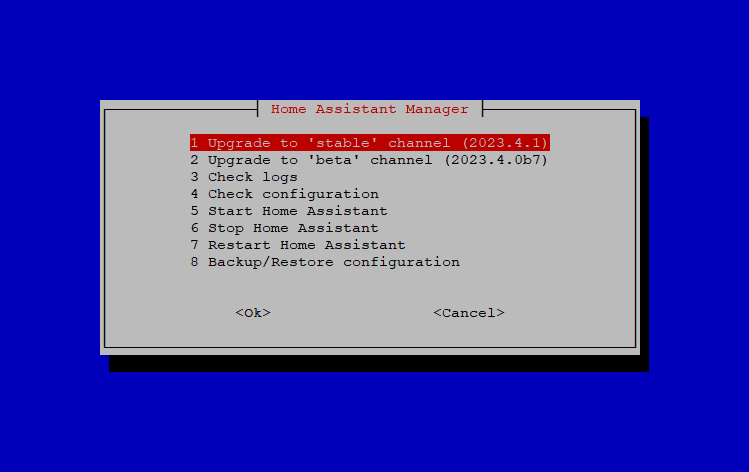 Home Assistant Manager
1 Upgrade to 'stable' channel (2023.4.1)
2 Upgrade to 'beta' channel (2023.4.0b7)
3 Check logs
4 Check configuration
5 Start Home Assistant
6 Stop Home Assistant
7 Restart Home Assistant
8 Backup/Restore configuration
<Ok> <Cancel>